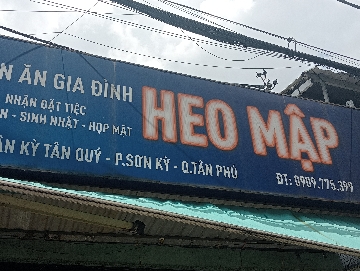 N ĂN GIA ĐÌNH
NHẬN ĐẶT TIỆC
N - SINH NHẬT - HỌP MẶT
HEO MẬP
ÂN KỲ TÂN QUÝ - P.SƠN KỲ - Q.TÂN PHÚ
ĐT: 0909.775.399